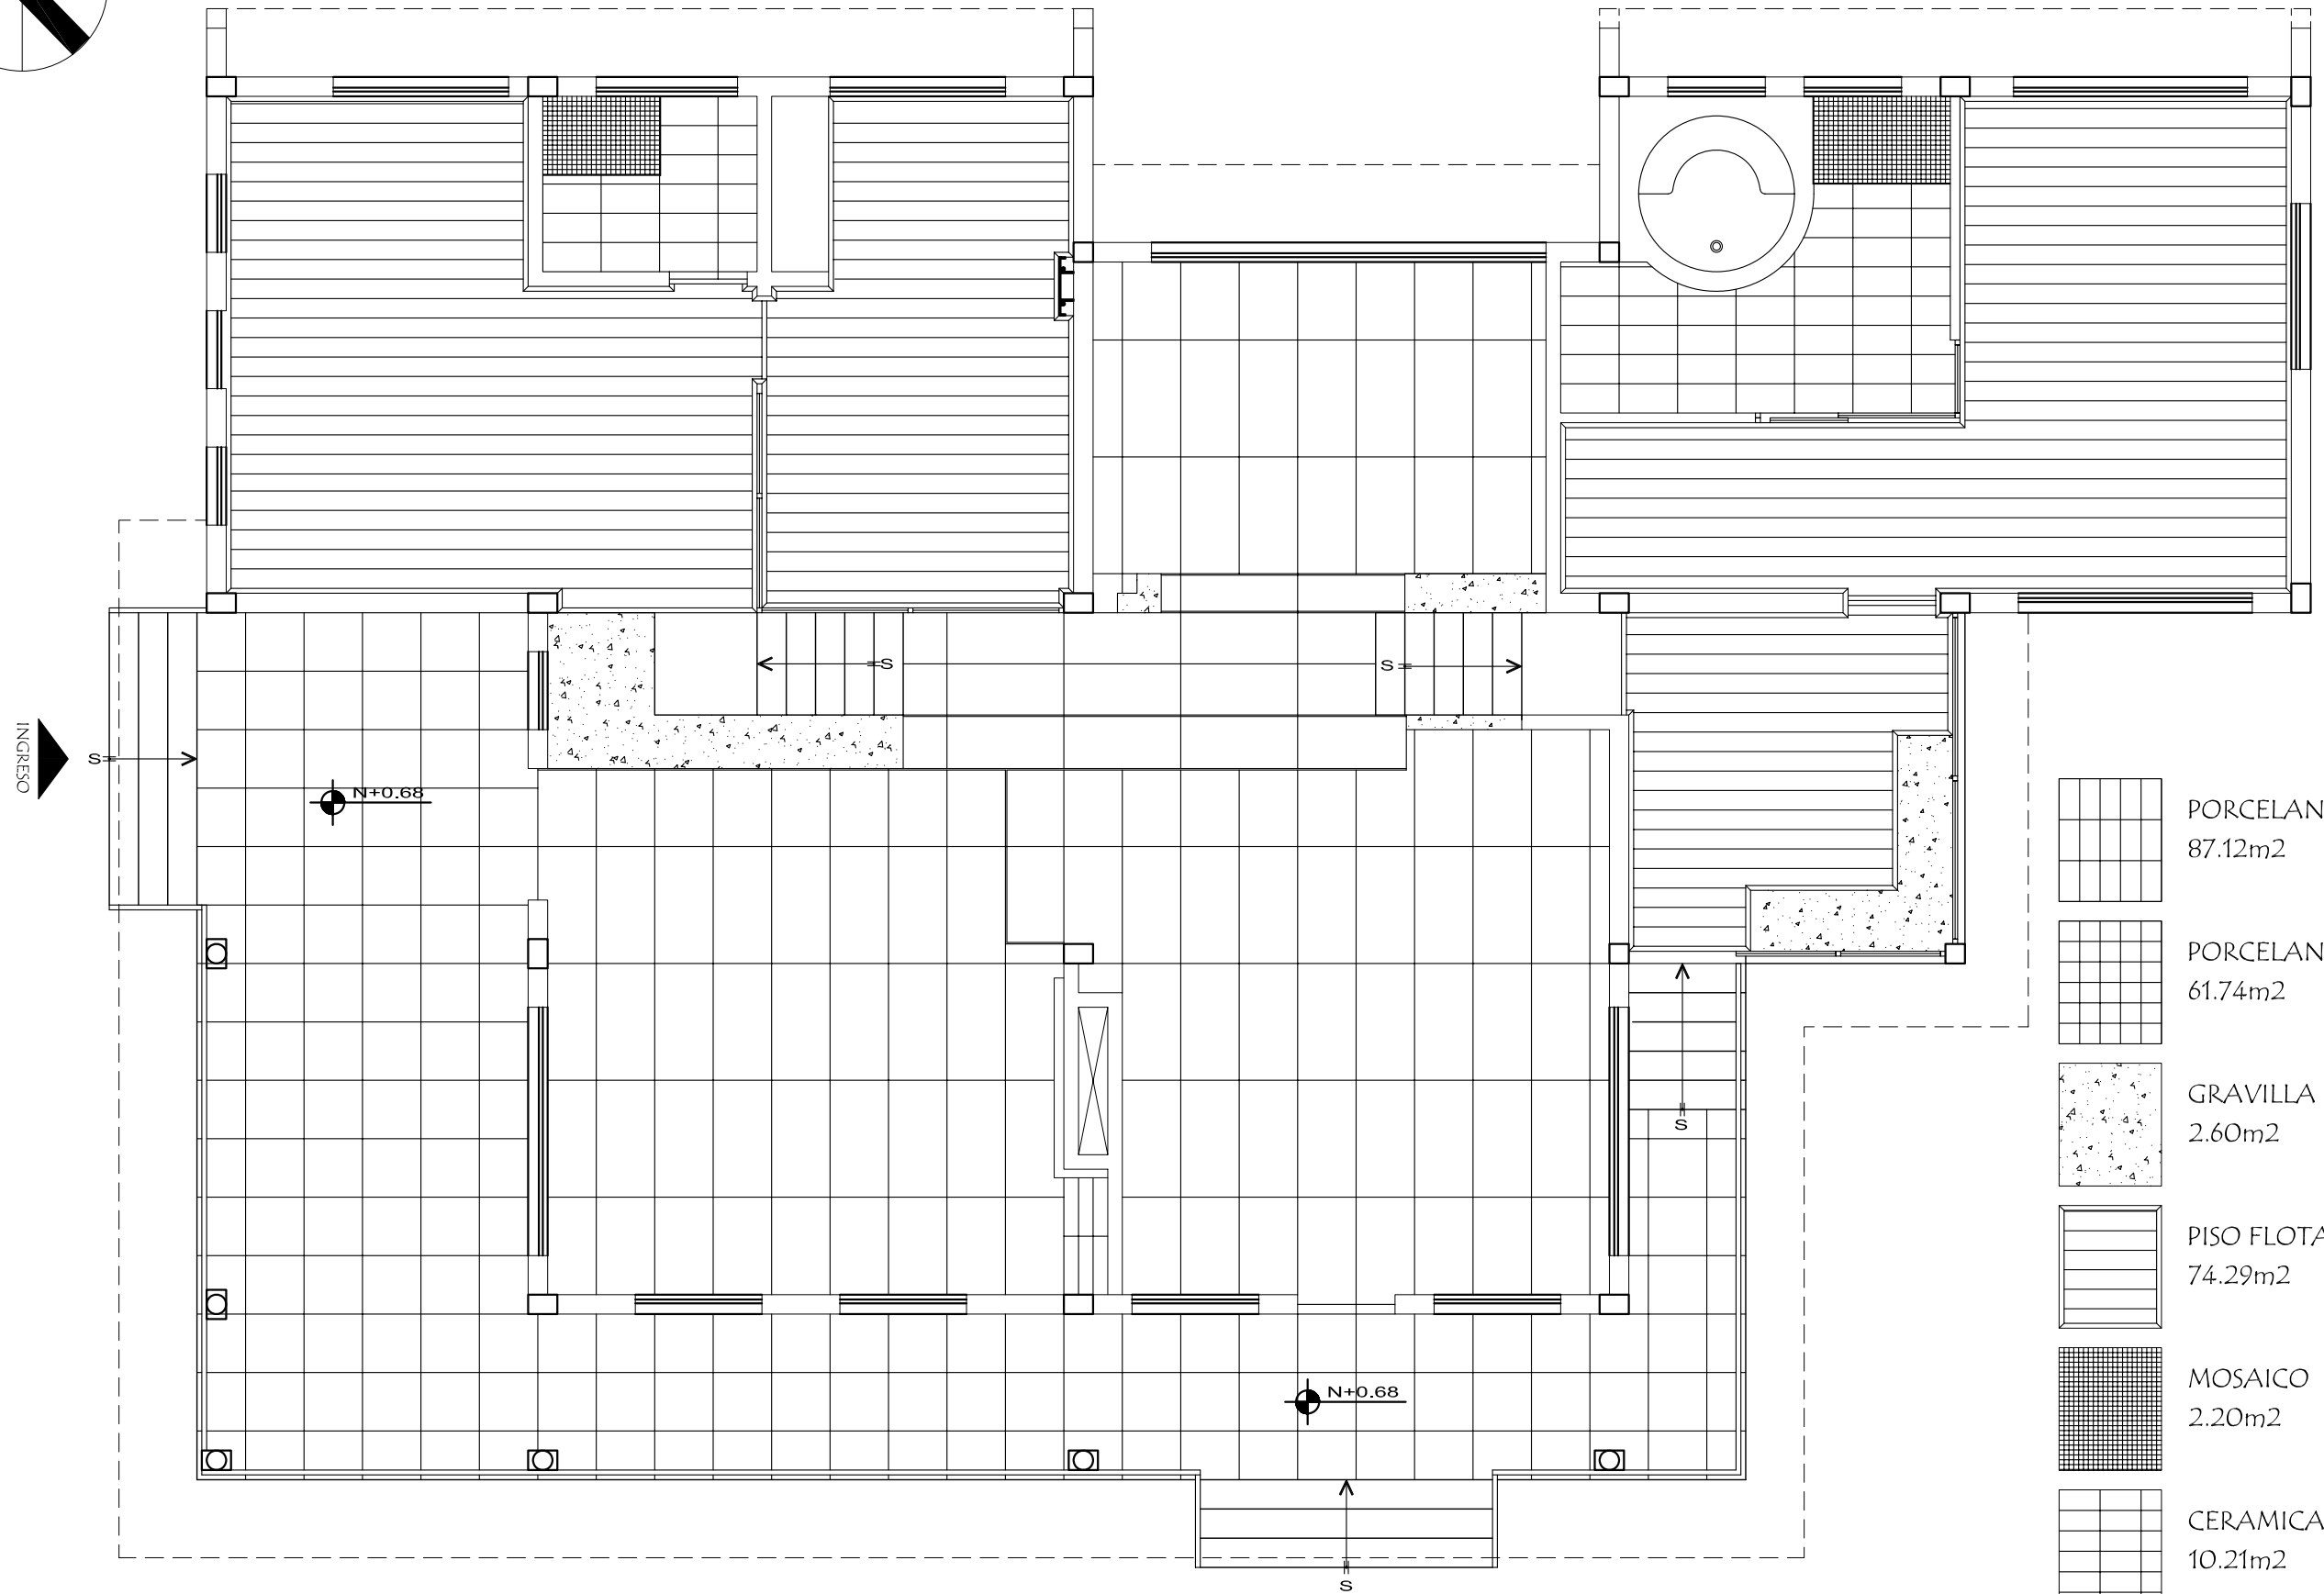 S
S
INGRESO
S
N+0.68
S
N+0.68
S
PORCELAN
87.12m2
PORCELAN
61.74m2
GRAVILLA
2.60m2
PISO FLOTA
74.29m2
MOSAICO
2.20m2
CERAMICA
10.21m2